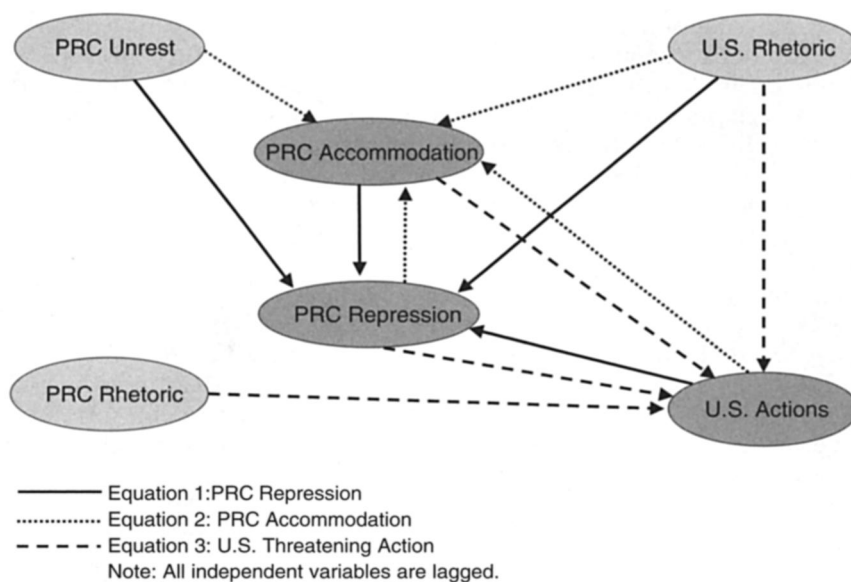 PRC Unrest
U.S. Rhetoric
PRC Accommodation
PRC Repression
PRC Rhetoric
U.S. Actions
Equation 1:PRC Repression
Equation 2: PRC Accommodation
Equation 3: U.S. Threatening Action
Note: All independent variables are lagged.